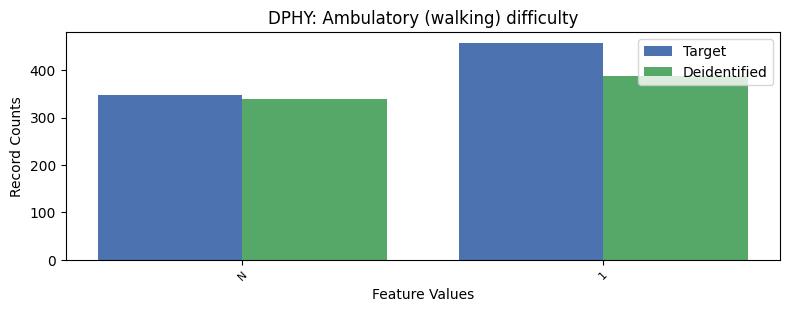 DPHY: Ambulatory (walking) difficulty
Target
Deidentified
Record Counts
400
300
200
100
0
N
1
Feature Values